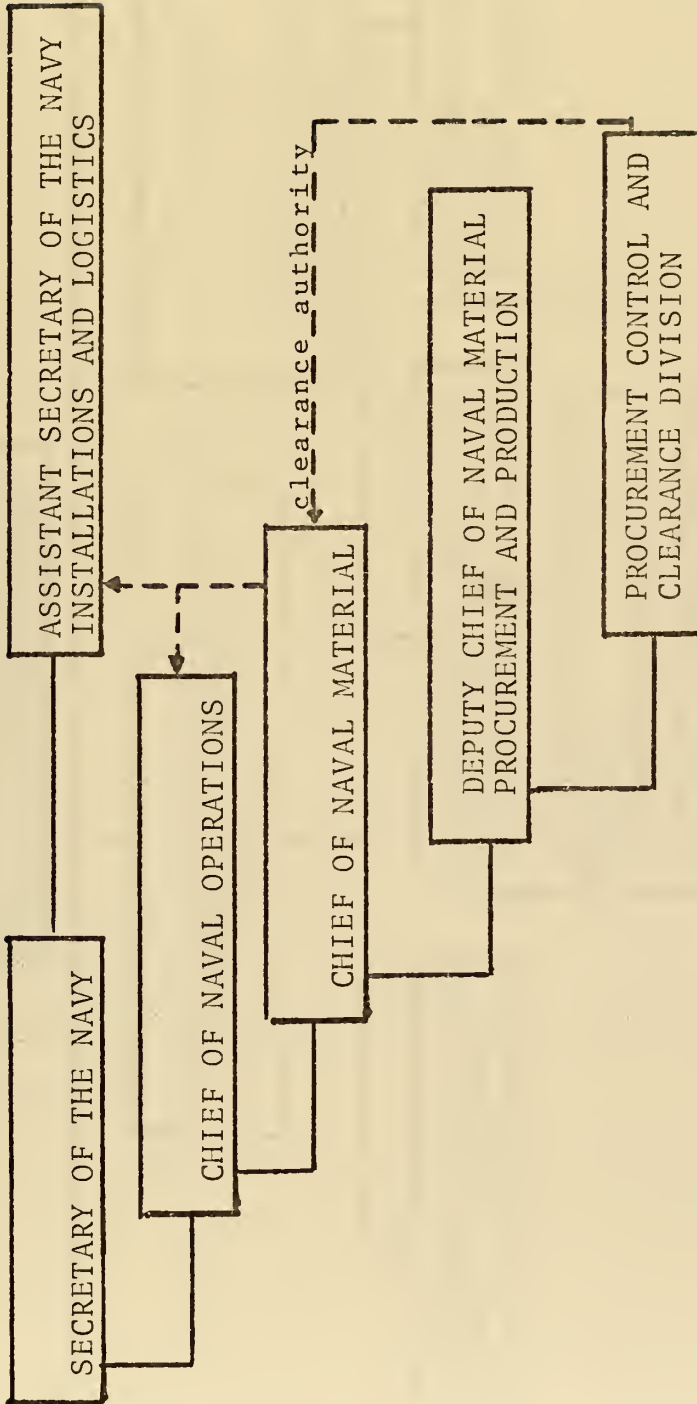 SECRETARY OF THE NAVY
ASSISTANT SECRETARY OF THE NAVY
INSTALLATIONS AND LOGISTICS
CHIEF OF NAVAL OPERATIONS
clearance authority
CHIEF OF NAVAL MATERIAL
DEPUTY CHIEF OF NAVAL MATERIAL
PROCUREMENT AND PRODUCTION
PROCUREMENT CONTROL AND
CLEARANCE DIVISION